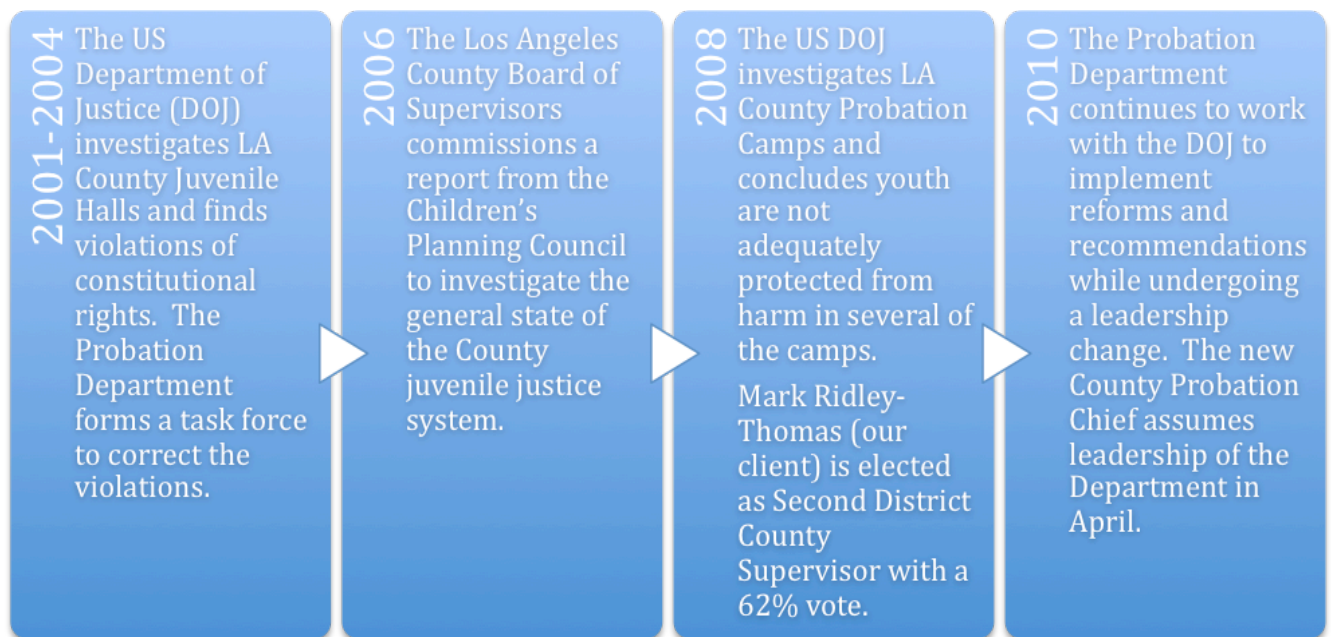 2001-2004
The US
Department of
Justice (DOJ)
investigates LA
County Juvenile
Halls and finds
violations of
constitutional
rights.  The
Probation
Department
forms a task force
to correct the
violations.
2006
The Los Angeles
County Board of
Supervisors
commissions a
report from the
Children’s
Planning Council
to investigate the
general state of
the County
juvenile justice
system.
2008
The US DOJ
investigates LA
County Probation
Camps and
concludes youth
are not
adequately
protected from
harm in several of
the camps.
Mark Ridley-
Thomas (our
client) is elected
as Second District
County
Supervisor with a
62% vote.
2010
The Probation
Department
continues to work
with the DOJ to
implement
reforms and
recommendations
while undergoing
a leadership
change.  The new
County Probation
Chief assumes
leadership of the
Department in
April.